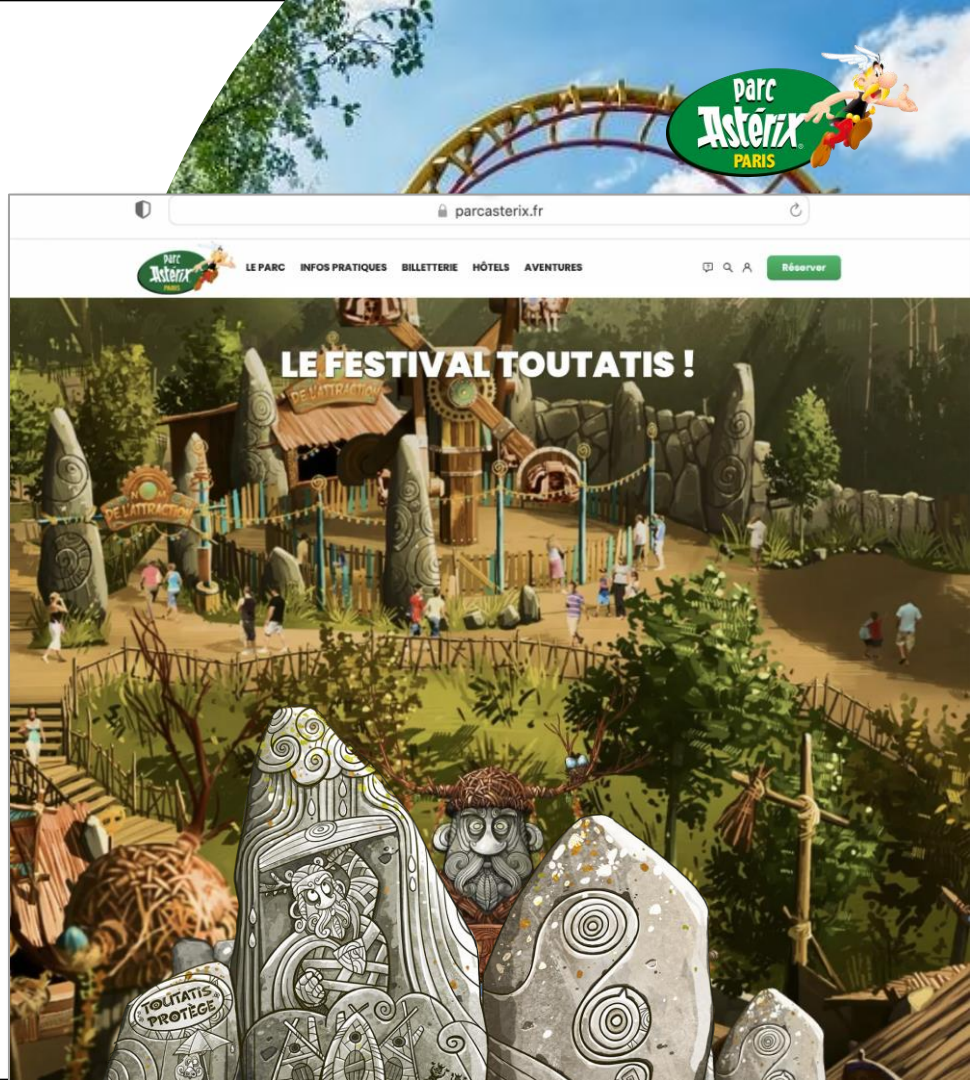 Parc
Astérix
PARIS
parcasterix.fr
Parc
Astérix
PARIS
LE PARC INFOS PRATIQUES BILLETTERIE HÔTELS AVENTURES
Réserver
LE FESTIVAL TOUTATIS !
DE L'ATTRACTION
NOM
DE L'ATTRACTION
TOUTATIS
PROTÈGE